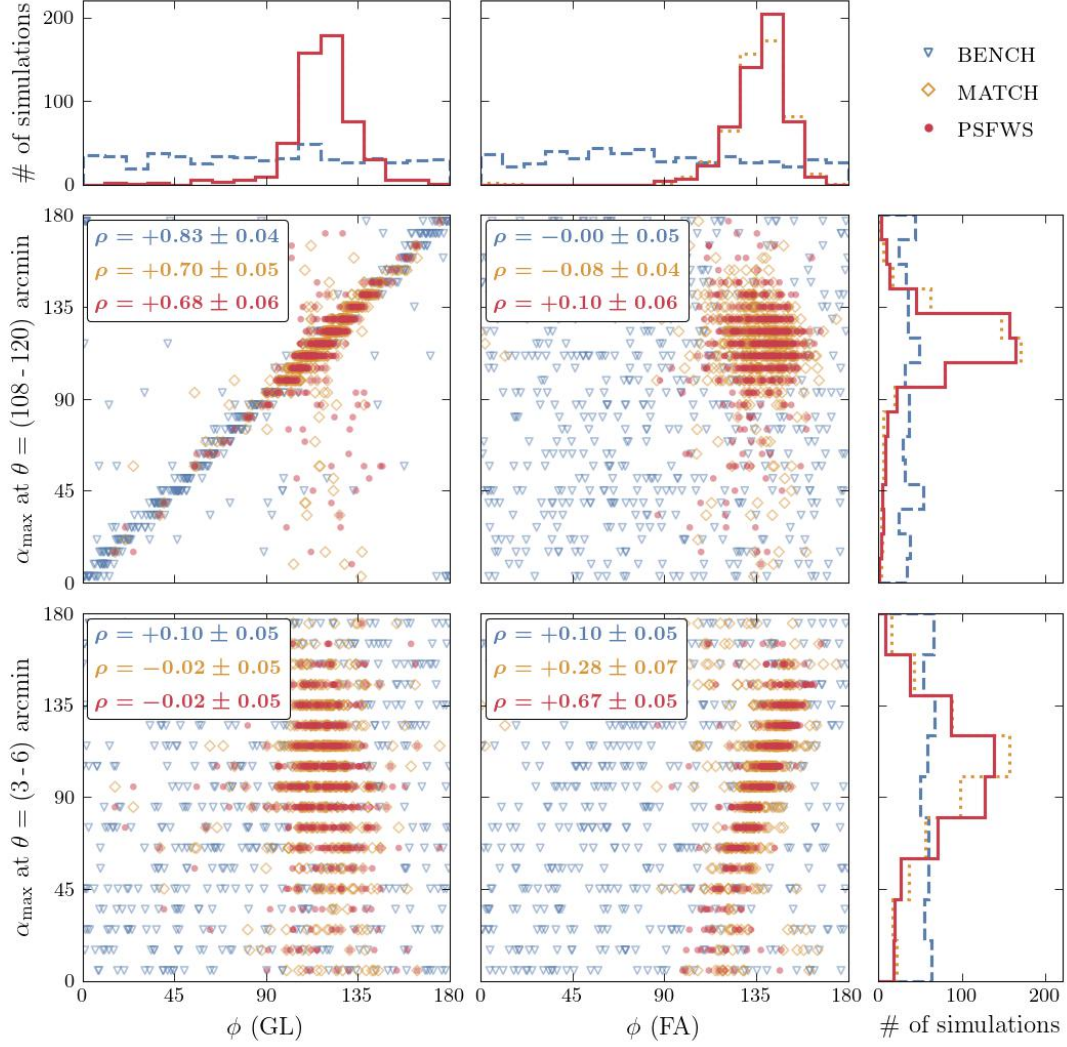 # of simulations
200
100
0
BENCH
MATCH
PSFWS
α_max at θ = (108 - 120) arcmin
180
135
90
45
0
ρ = +0.83 ± 0.04
ρ = +0.70 ± 0.05
ρ = +0.68 ± 0.06
ρ = −0.00 ± 0.05
ρ = −0.08 ± 0.04
ρ = +0.10 ± 0.06
α_max at θ = (3 - 6) arcmin
180
135
90
45
0
ρ = +0.10 ± 0.05
ρ = −0.02 ± 0.05
ρ = −0.02 ± 0.05
ρ = +0.10 ± 0.05
ρ = +0.28 ± 0.07
ρ = +0.67 ± 0.05
0 45 90 135 180
0 45 90 135 180
0 100 200
ϕ (GL)
ϕ (FA)
# of simulations